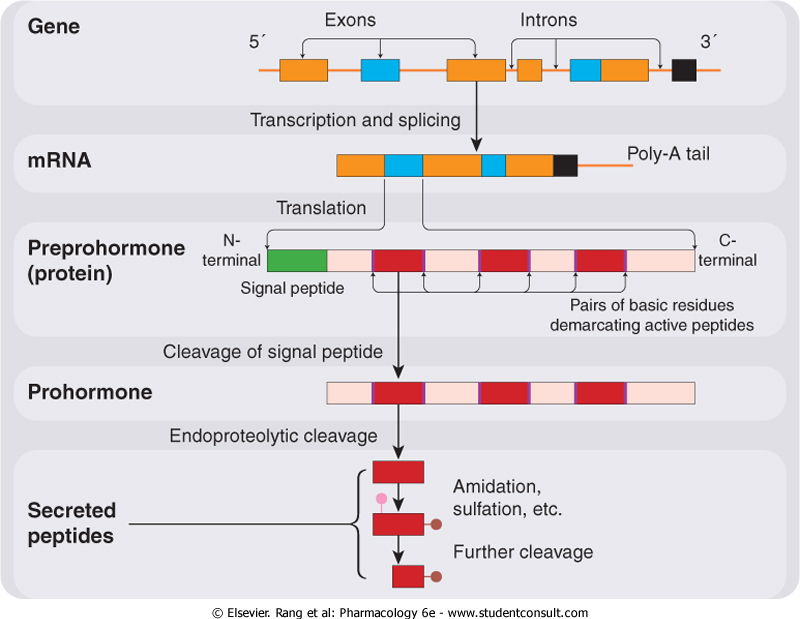 Gene
Exons
Introns
5´
3´
Transcription and splicing
mRNA
Poly-A tail
Translation
Preprohormone
(protein)
N-
terminal
C-
terminal
Signal peptide
Pairs of basic residues
demarcating active peptides
Cleavage of signal peptide
Prohormone
Endoproteolytic cleavage
Secreted
peptides
Amidation,
sulfation, etc.
Further cleavage
© Elsevier. Rang et al: Pharmacology 6e - www.studentconsult.com